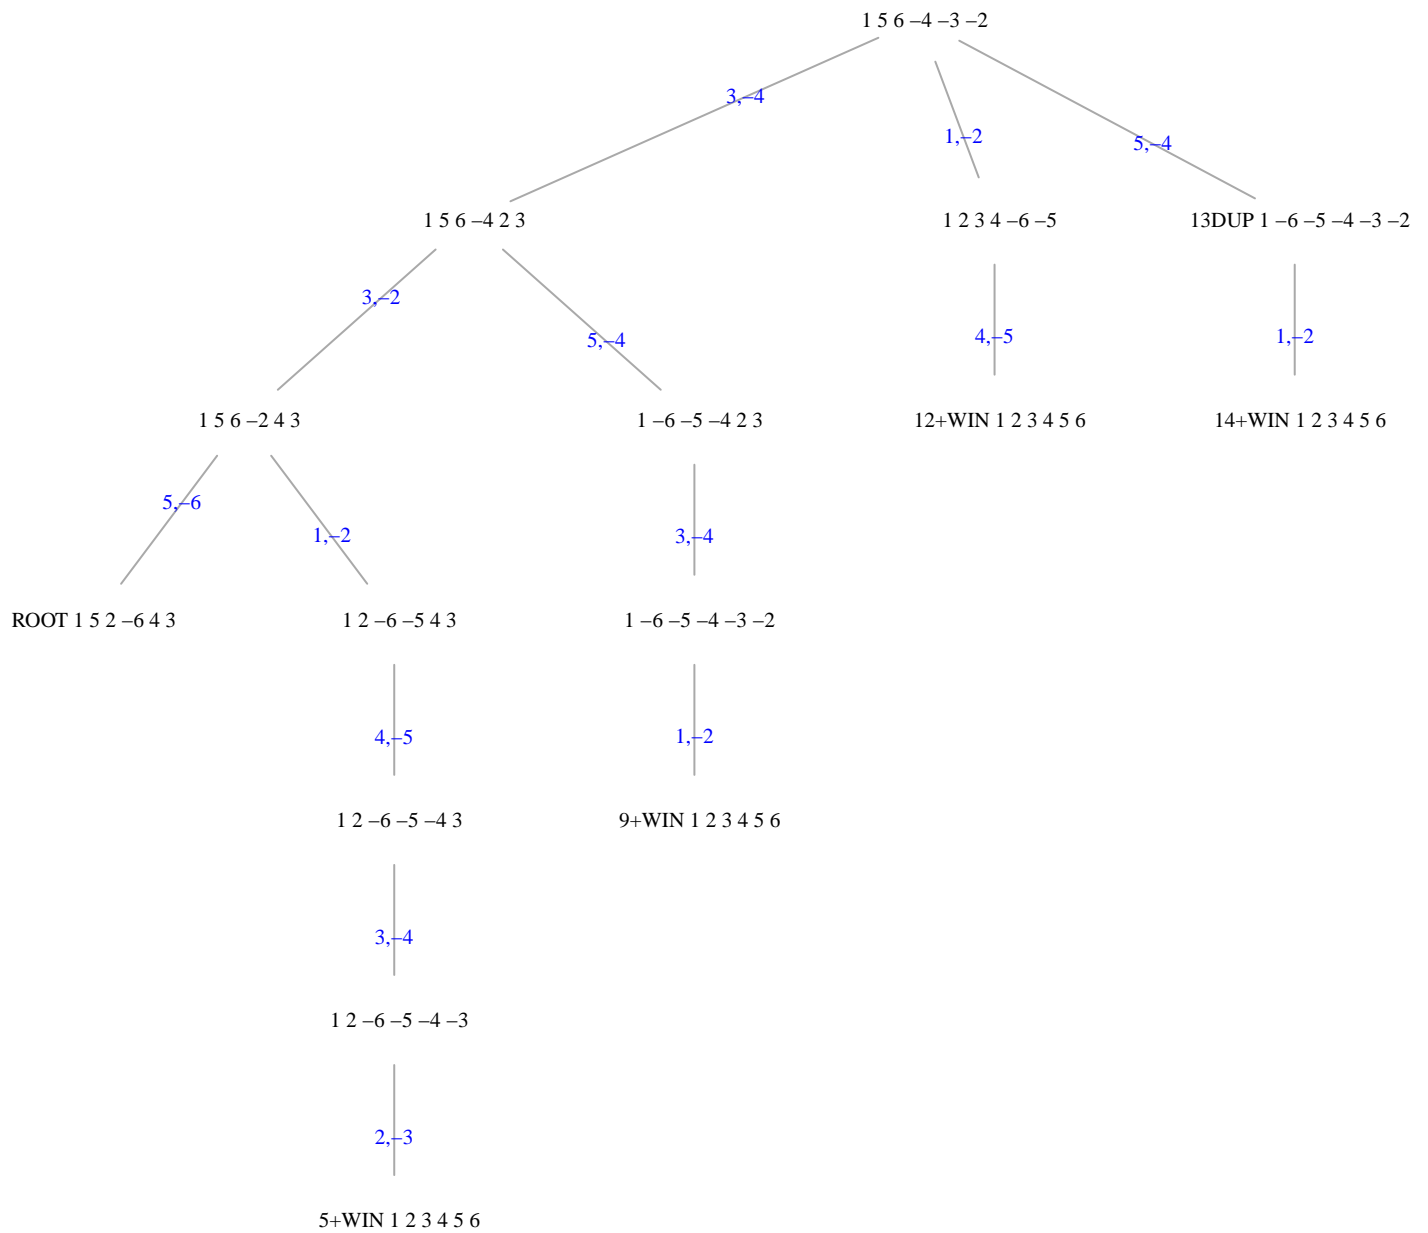 1 5 6 –4 –3 –2
3,–4
1,–2
5,–4
1 5 6 –4 2 3
1 2 3 4 –6 –5
13DUP 1 –6 –5 –4 –3 –2
3,–2
5,–4
4,–5
1,–2
1 5 6 –2 4 3
1 –6 –5 –4 2 3
12+WIN 1 2 3 4 5 6
14+WIN 1 2 3 4 5 6
5,–6
1,–2
3,–4
ROOT 1 5 2 –6 4 3
1 2 –6 –5 4 3
1 –6 –5 –4 –3 –2
4,–5
1,–2
1 2 –6 –5 –4 3
9+WIN 1 2 3 4 5 6
3,–4
1 2 –6 –5 –4 –3
2,–3
5+WIN 1 2 3 4 5 6